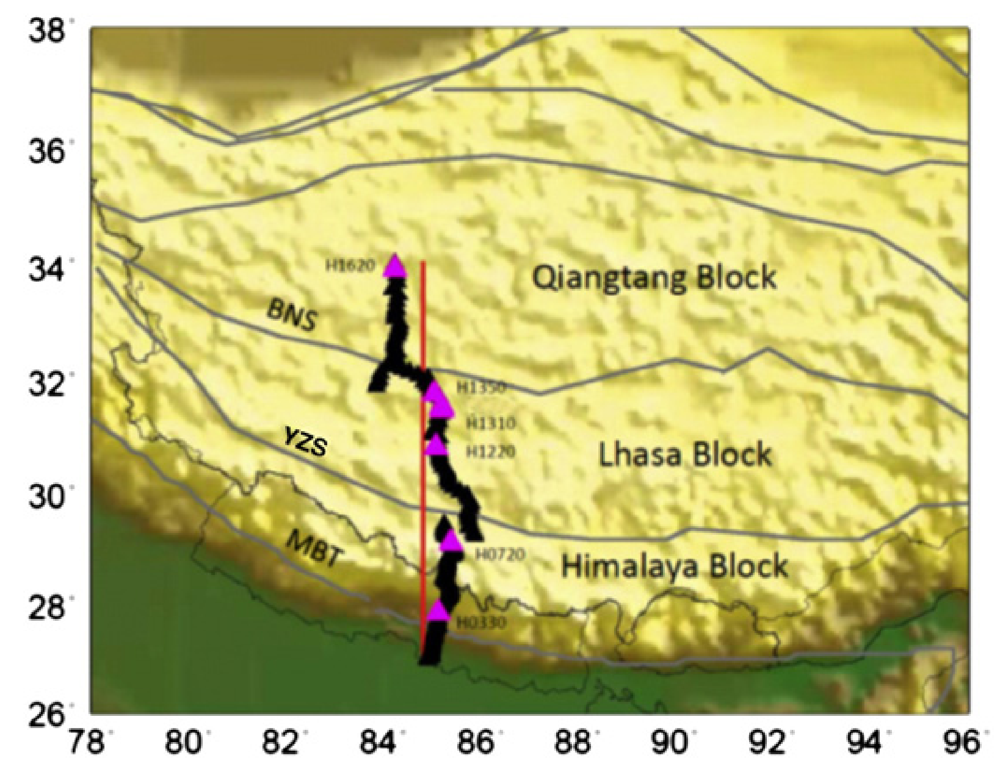 38°
36°
34°
32°
30°
28°
26°
78° 80° 82° 84° 86° 88° 90° 92° 94° 96°
H1620
Qiangtang Block
BNS
H1350
H1310
YZS
H1220
Lhasa Block
MBT
H0720
Himalaya Block
H0330